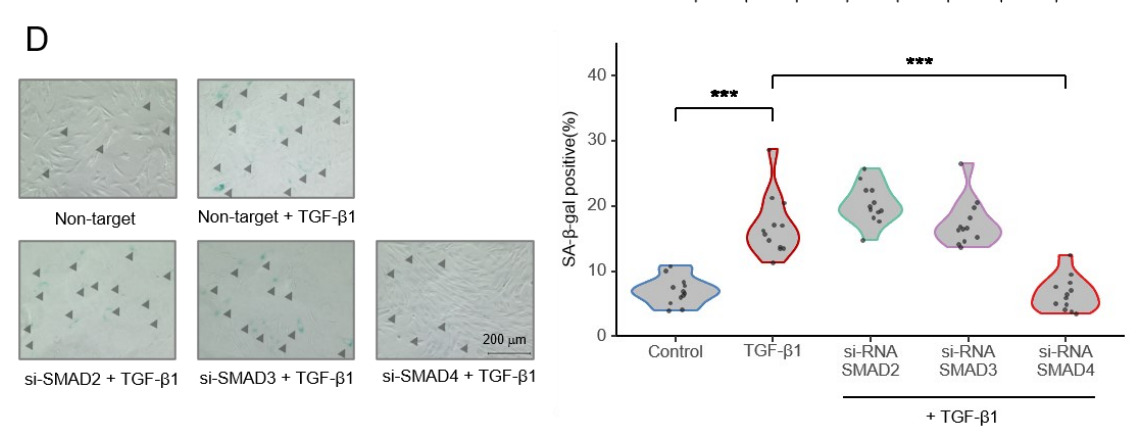 D
Non-target
Non-target + TGF-β1
si-SMAD2 + TGF-β1
si-SMAD3 + TGF-β1
200 µm
si-SMAD4 + TGF-β1
SA-β-gal positive(%)
40
30
20
10
0
***
***
Control
TGF-β1
si-RNA
SMAD2
si-RNA
SMAD3
si-RNA
SMAD4
+ TGF-β1